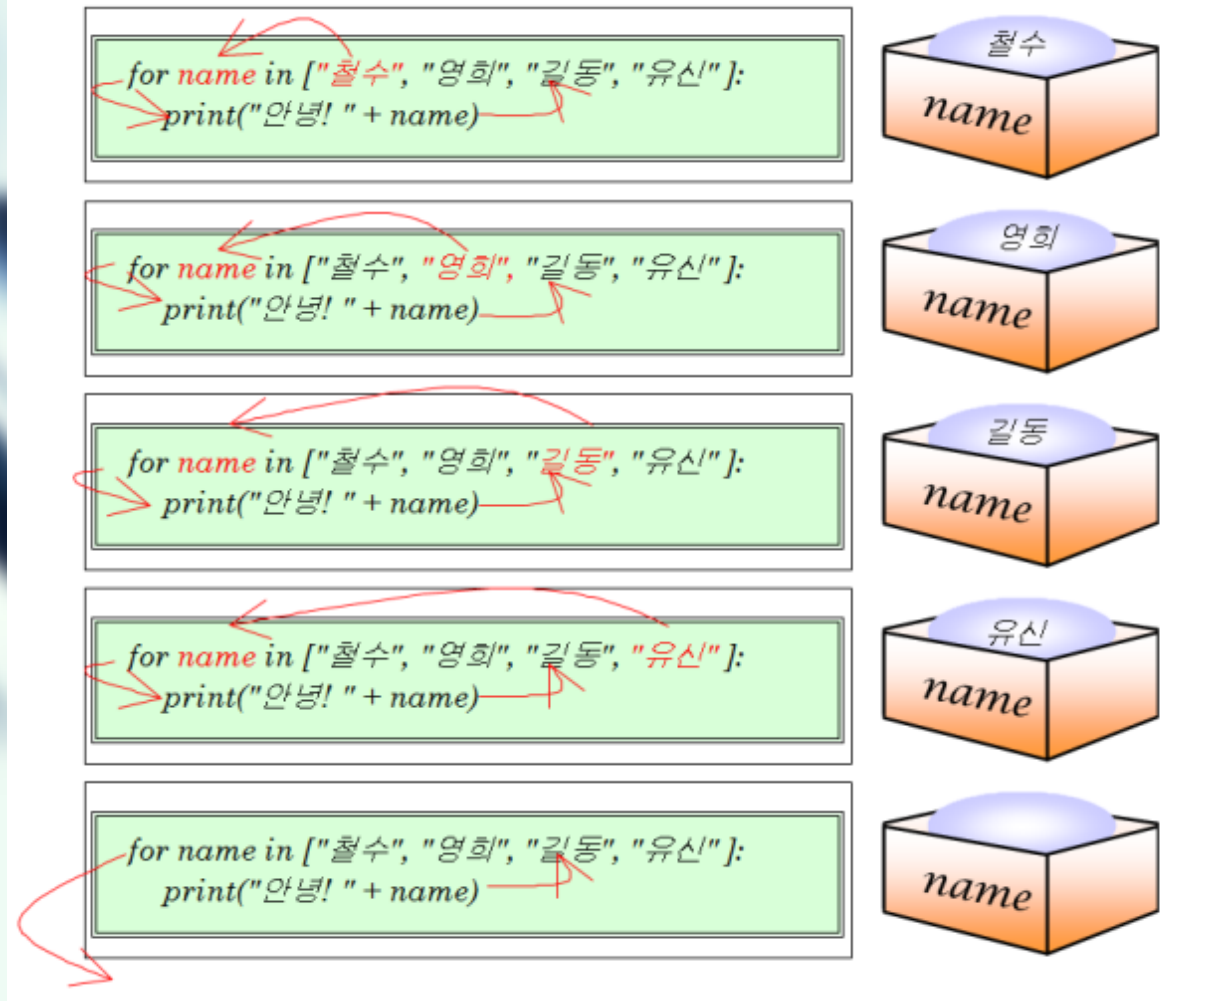 for name in ["철수", "영희", "길동", "유신"]:
print("안녕! " + name)
철수
name
for name in ["철수", "영희", "길동", "유신"]:
print("안녕! " + name)
영희
name
for name in ["철수", "영희", "길동", "유신"]:
print("안녕! " + name)
길동
name
for name in ["철수", "영희", "길동", "유신"]:
print("안녕! " + name)
유신
name
for name in ["철수", "영희", "길동", "유신"]:
print("안녕! " + name)
name